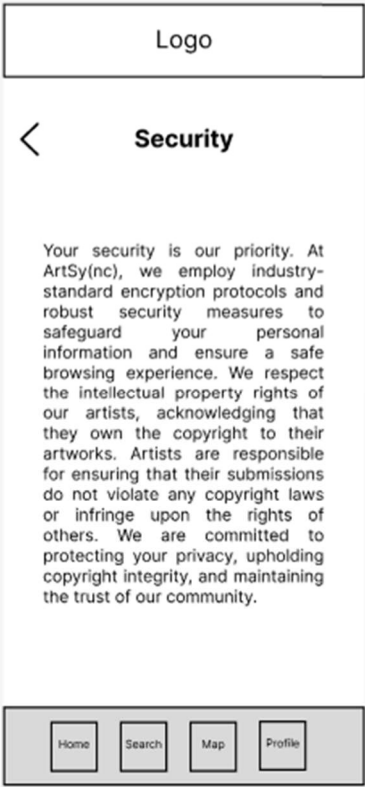 Logo
Security
Your security is our priority. At
ArtSy(nc), we employ industry-
standard encryption protocols and
robust security measures to
safeguard your personal
information and ensure a safe
browsing experience. We respect
the intellectual property rights of
our artists, acknowledging that
they own the copyright to their
artworks. Artists are responsible
for ensuring that their submissions
do not violate any copyright laws
or infringe upon the rights of
others. We are committed to
protecting your privacy, upholding
copyright integrity, and maintaining
the trust of our community.
Home Search Map Profile